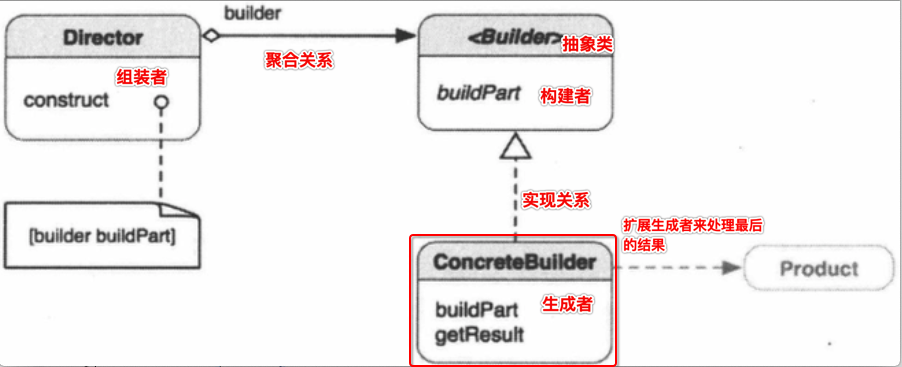 builder
Director
<Builder>
抽象类
聚合关系
组装者
construct
buildPart
构建者
实现关系
[builder buildPart]
扩展生成者来处理最后
的结果
ConcreteBuilder
Product
buildPart
生成者
getResult